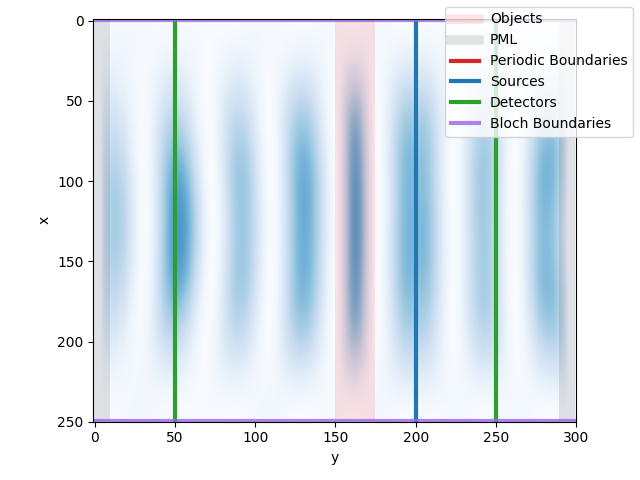 Objects
PML
Periodic Boundaries
Sources
Detectors
Bloch Boundaries
0
50
100
150
200
250
x
0 50 100 150 200 250 300
y